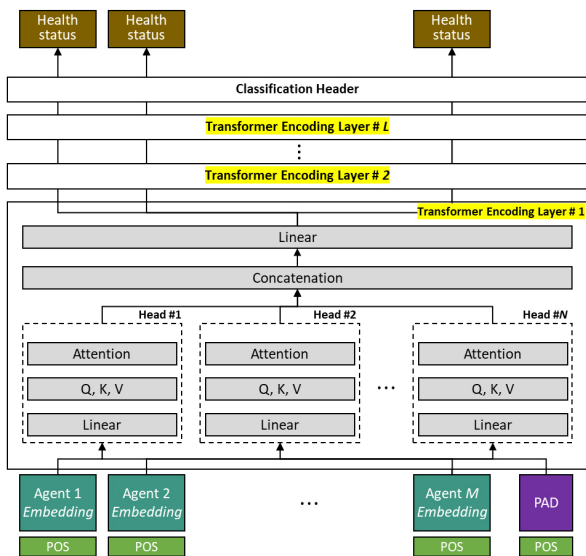 Health
status
Health
status
Health
status
Classification Header
Transformer Encoding Layer # L
⋮
Transformer Encoding Layer # 2
Transformer Encoding Layer # 1
Linear
Concatenation
Head #1
Head #2
Head #N
Attention
Attention
Attention
Q, K, V
Q, K, V
...
Q, K, V
Linear
Linear
Linear
Agent 1
Embedding
Agent 2
Embedding
...
Agent M
Embedding
PAD
POS
POS
POS
POS